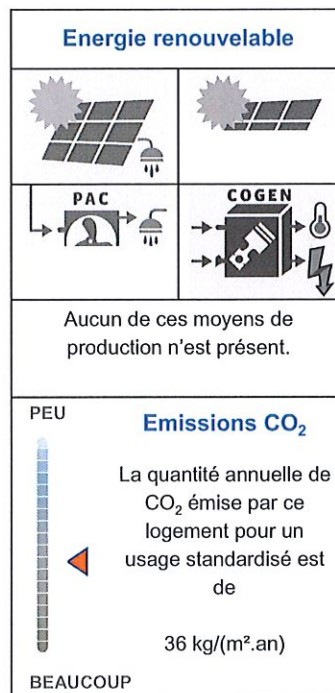 Energie renouvelable
PAC
COGEN
Aucun de ces moyens de
production n'est présent.
PEU
Emissions CO₂
La quantité annuelle de
CO₂ émise par ce
logement pour un
usage standardisé est
de
36 kg/(m².an)
BEAUCOUP